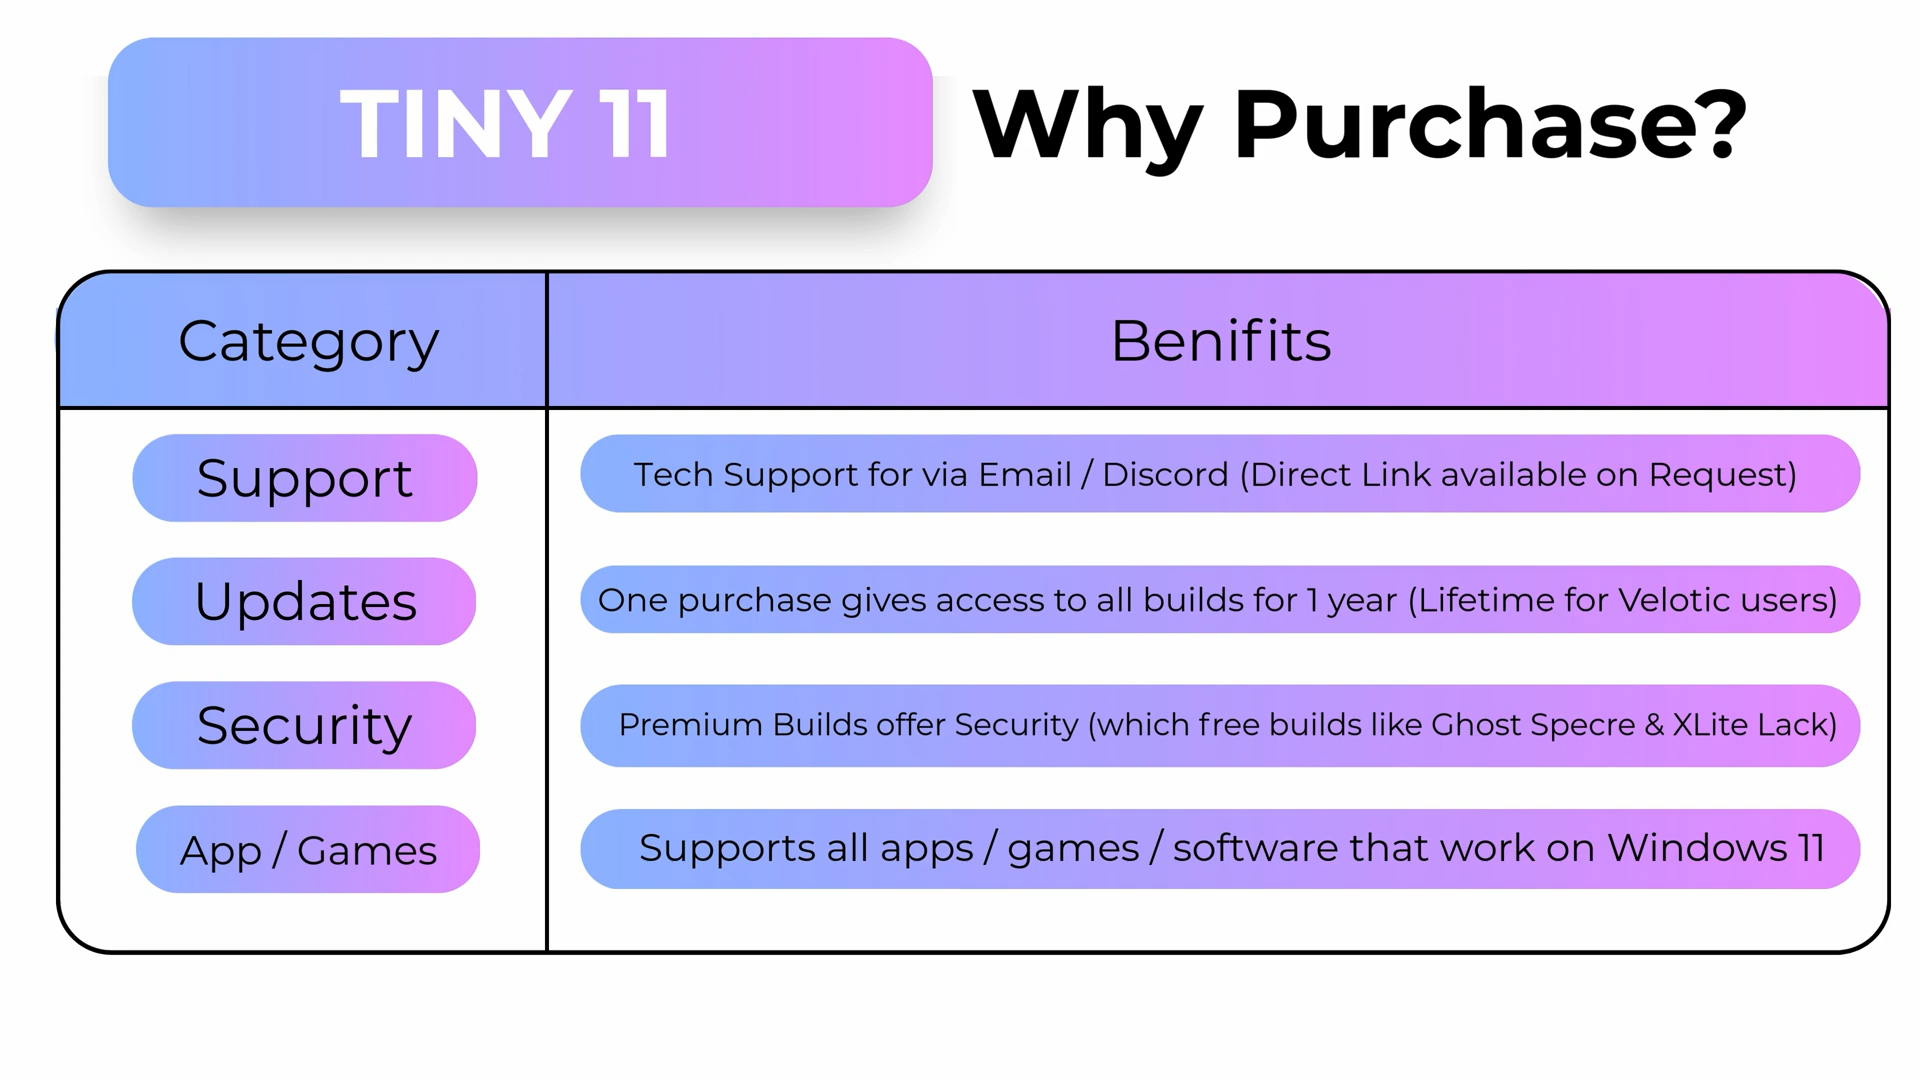 TINY 11
Why Purchase?
Category
Benifits
Support
Tech Support for via Email / Discord (Direct Link available on Request)
Updates
One purchase gives access to all builds for 1 year (Lifetime for Velotic users)
Security
Premium Builds offer Security (which free builds like Ghost Specre & XLite Lack)
App / Games
Supports all apps / games / software that work on Windows 11